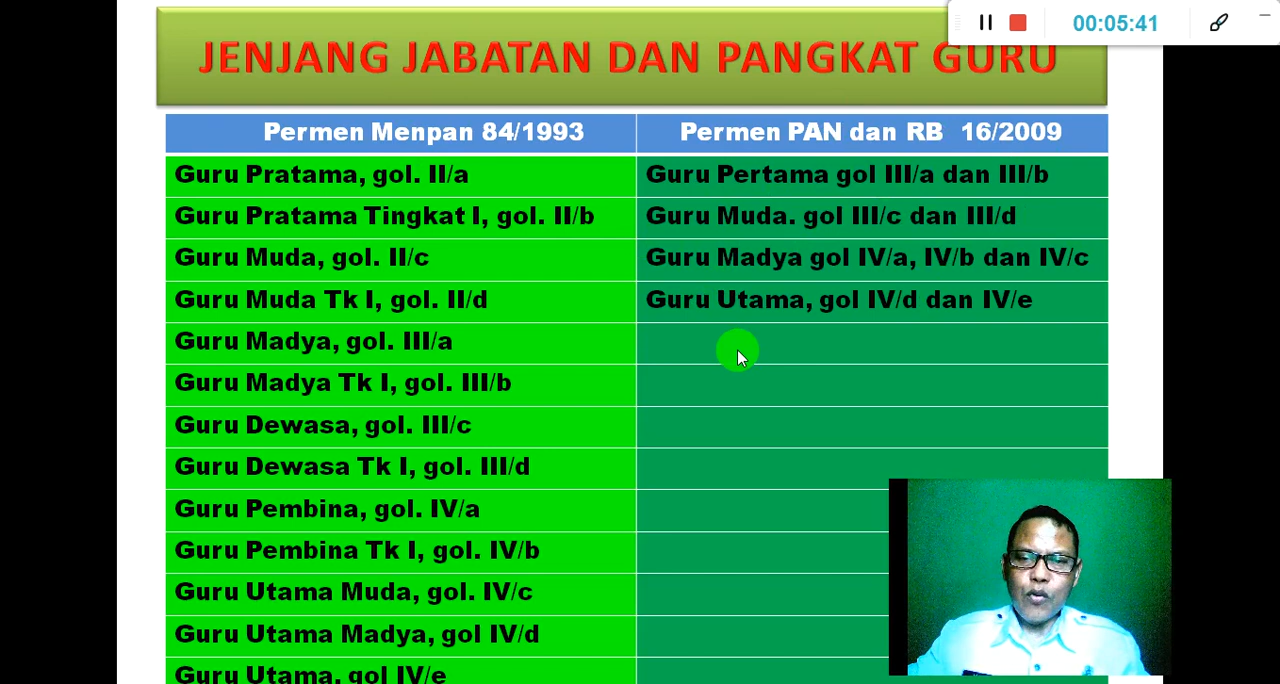 00:05:41
JENJANG JABATAN DAN PANGKAT GURU
Permen Menpan 84/1993
Permen PAN dan RB 16/2009
Guru Pratama, gol. II/a
Guru Pertama gol III/a dan III/b
Guru Pratama Tingkat I, gol. II/b
Guru Muda. gol III/c dan III/d
Guru Muda, gol. II/c
Guru Madya gol IV/a, IV/b dan IV/c
Guru Muda Tk I, gol. II/d
Guru Utama, gol IV/d dan IV/e
Guru Madya, gol. III/a
Guru Madya Tk I, gol. III/b
Guru Dewasa, gol. III/c
Guru Dewasa Tk I, gol. III/d
Guru Pembina, gol. IV/a
Guru Pembina Tk I, gol. IV/b
Guru Utama Muda, gol. IV/c
Guru Utama Madya, gol IV/d
Guru Utama, gol IV/e